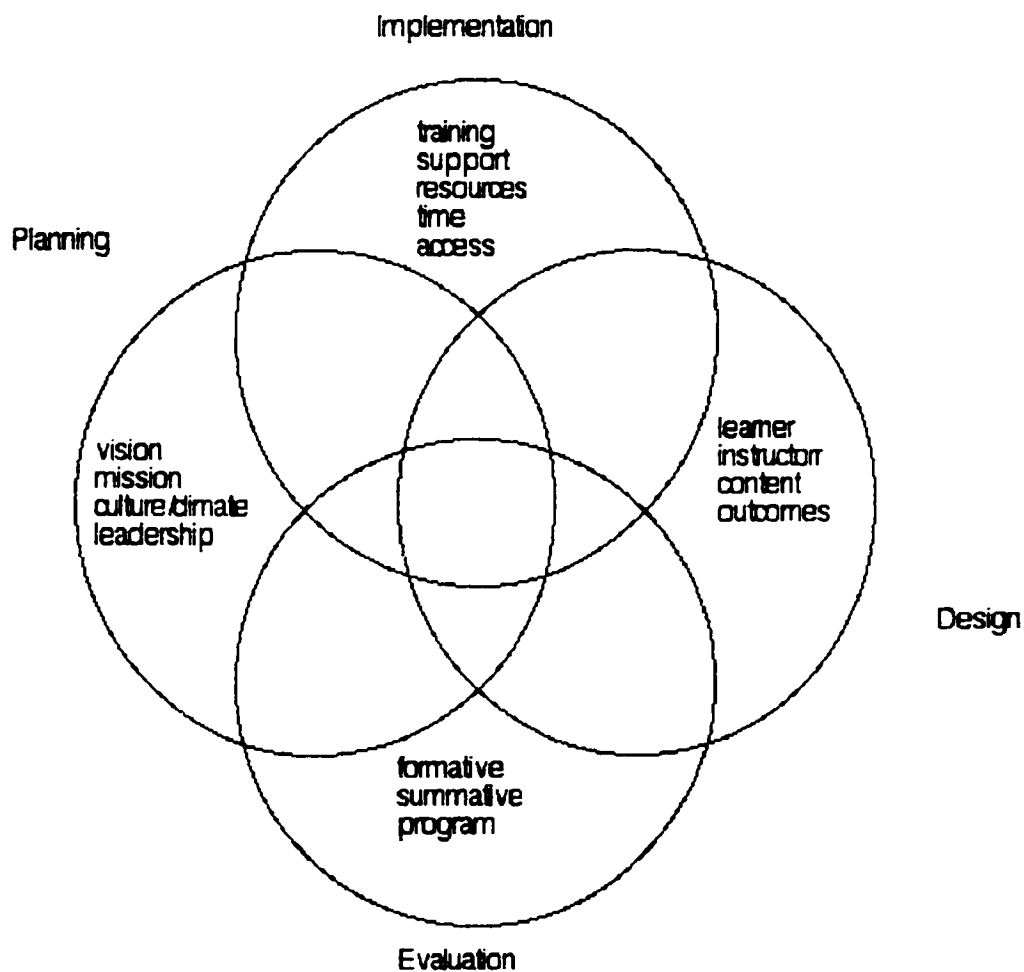 Implementation
training
support
resources
time
access
Planning
vision
mission
culture/climate
leadership
learner
instructorr
content
outcomes
Design
formative
summative
program
Evaluation